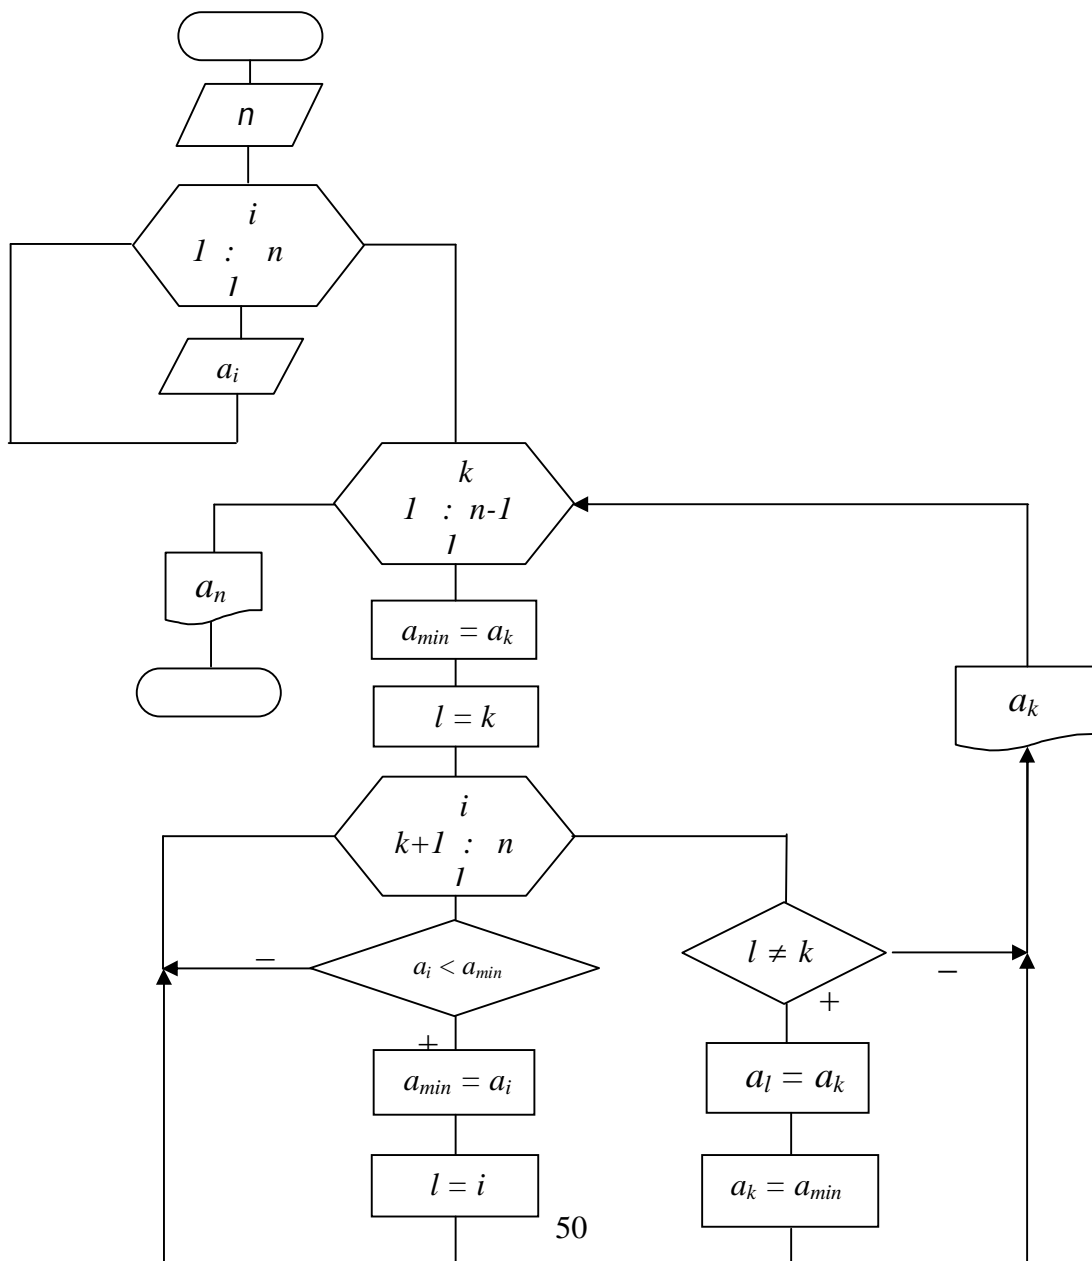 n
i
1 : n
1
a_i
k
1 : n-1
1
a_n
a_min = a_k
l = k
a_k
i
k+1 : n
1
a_i < a_min
–
+
l ≠ k
–
+
a_min = a_i
a_l = a_k
l = i
a_k = a_min
50